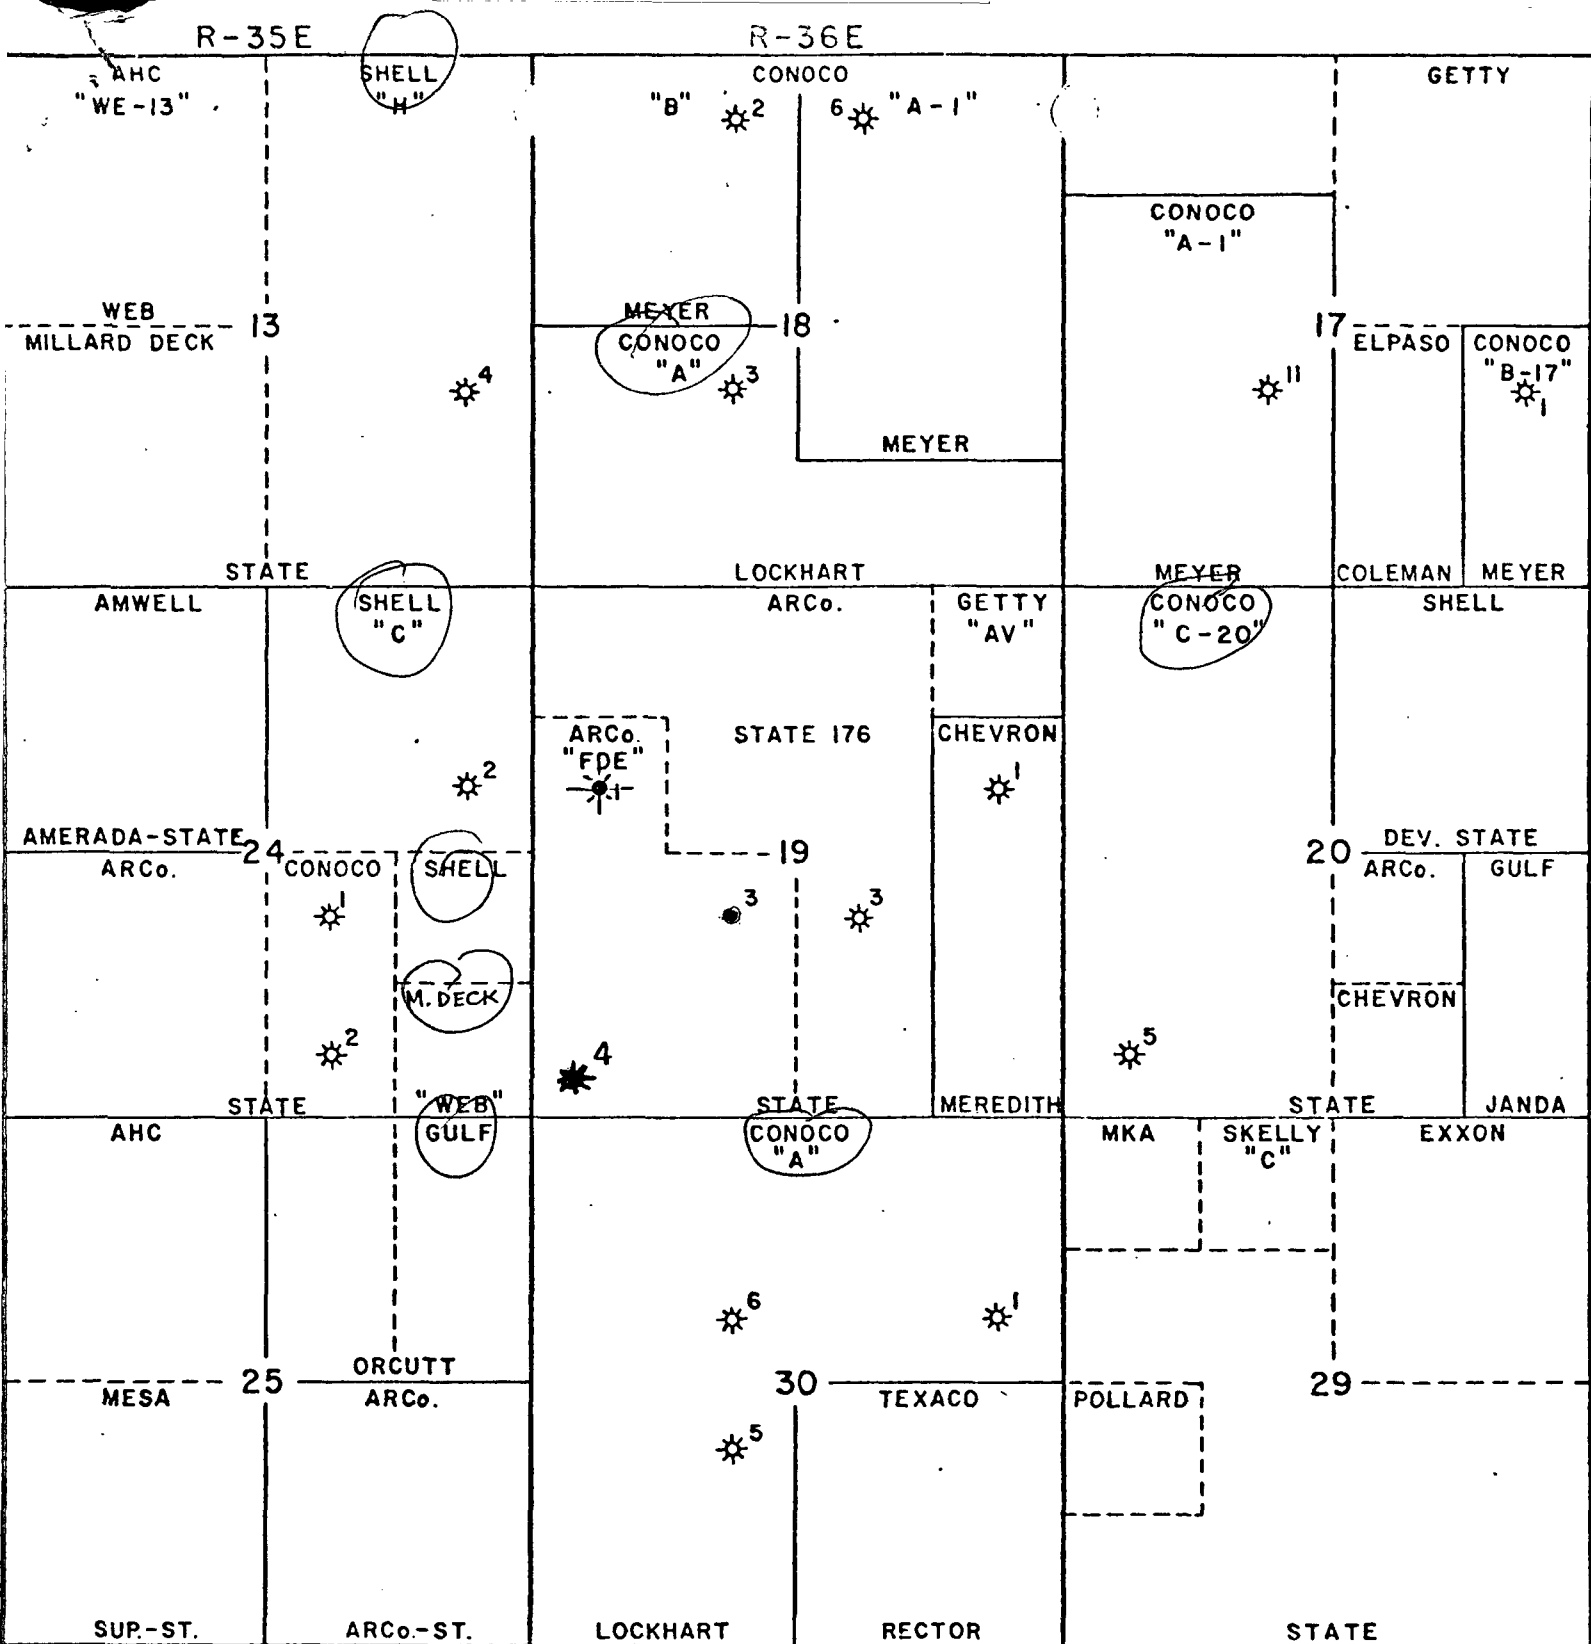 R-35E
R-36E
AHC
"WE-13"
SHELL
"H"
CONOCO
"B"
2
6
"A-1"
GETTY
CONOCO
"A-1"
WEB
MILLARD DECK
13
MEYER
CONOCO
"A"
18
17
ELPASO
CONOCO
"B-17"
4
3
11
1
MEYER
STATE
LOCKHART
MEYER
COLEMAN
MEYER
AMWELL
SHELL
"C"
ARCo.
GETTY
"AV"
CONOCO
"C-20"
SHELL
ARCo.
"FDE"
1
STATE 176
CHEVRON
2
1
AMERADA-STATE
24
ARCo.
CONOCO
SHELL
19
20
DEV. STATE
ARCo.
GULF
1
3
3
M. DECK
CHEVRON
2
4
5
STATE
"WEB"
STATE
MEREDITH
STATE
JANDA
AHC
GULF
CONOCO
"A"
MKA
SKELLY
"C"
EXXON
6
1
ORCUTT
25
30
29
MESA
ARCo.
TEXACO
POLLARD
5
SUP.-ST.
ARCo.-ST.
LOCKHART
RECTOR
STATE